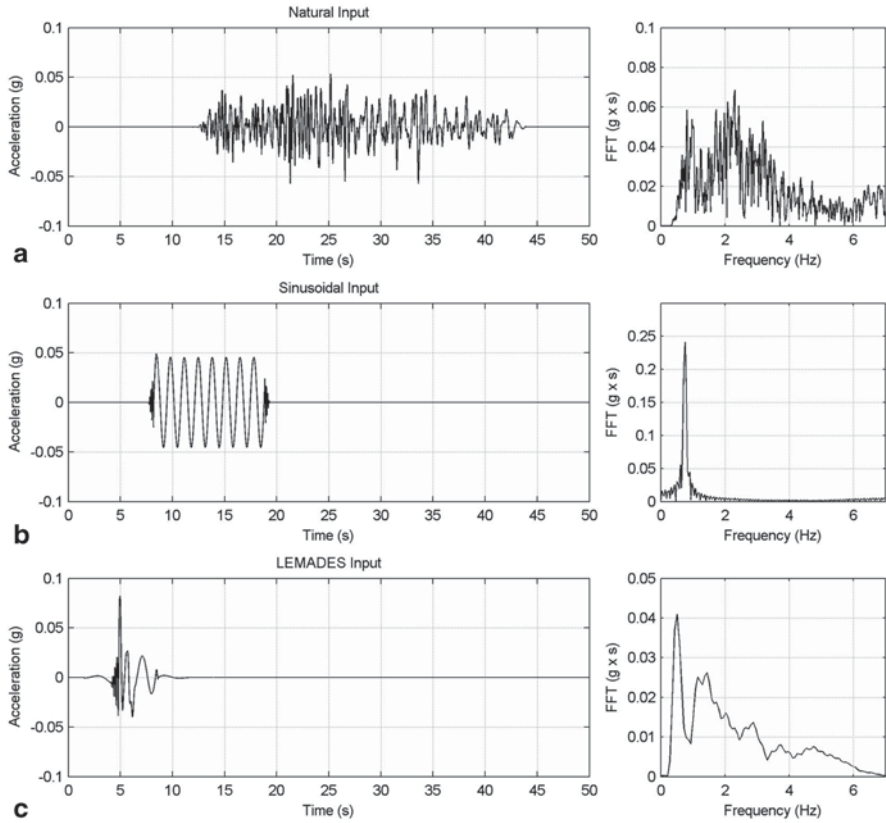 Natural Input
0.1
0.05
0
-0.05
-0.1
Acceleration (g)
0 5 10 15 20 25 30 35 40 45 50
Time (s)
0.1
0.08
0.06
0.04
0.02
0
FFT (g x s)
0 2 4 6
Frequency (Hz)
a
Sinusoidal Input
0.1
0.05
0
-0.05
-0.1
Acceleration (g)
0 5 10 15 20 25 30 35 40 45 50
Time (s)
0.25
0.2
0.15
0.1
0.05
0
FFT (g x s)
0 2 4 6
Frequency (Hz)
b
LEMADES Input
0.1
0.05
0
-0.05
-0.1
Acceleration (g)
0 5 10 15 20 25 30 35 40 45 50
Time (s)
0.05
0.04
0.03
0.02
0.01
0
FFT (g x s)
0 2 4 6
Frequency (Hz)
c